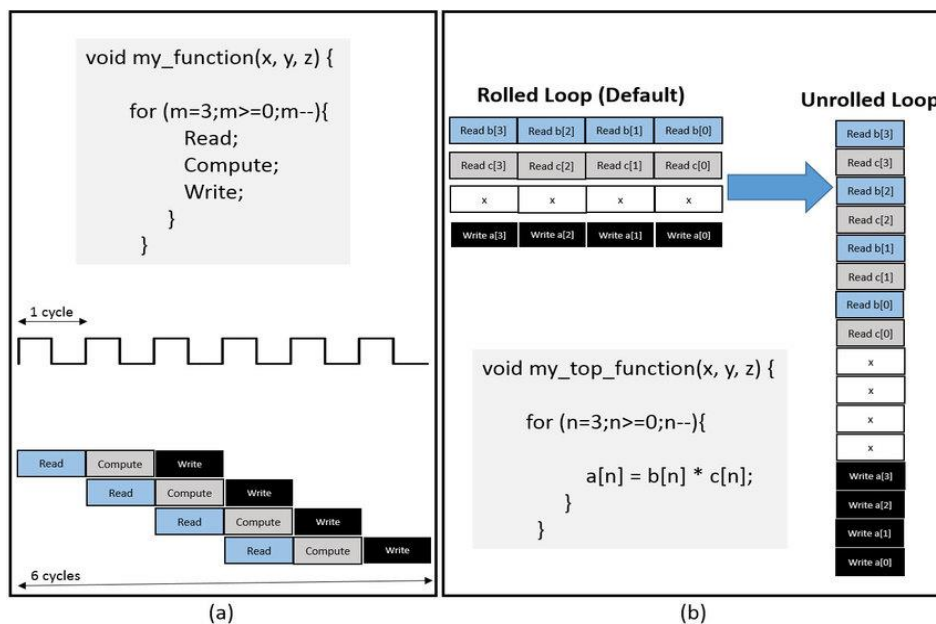 void my_function(x, y, z) {
for (m=3;m>=0;m--){
Read;
Compute;
Write;
}
}
1 cycle
Read Compute Write
Read Compute Write
Read Compute Write
Read Compute Write
6 cycles
(a)
Rolled Loop (Default)
Read b[3] Read b[2] Read b[1] Read b[0]
Read c[3] Read c[2] Read c[1] Read c[0]
x x x x
Write a[3] Write a[2] Write a[1] Write a[0]
Unrolled Loop
Read b[3]
Read c[3]
Read b[2]
Read c[2]
Read b[1]
Read c[1]
Read b[0]
Read c[0]
x
x
x
x
Write a[3]
Write a[2]
Write a[1]
Write a[0]
void my_top_function(x, y, z) {
for (n=3;n>=0;n--){
a[n] = b[n] * c[n];
}
}
(b)